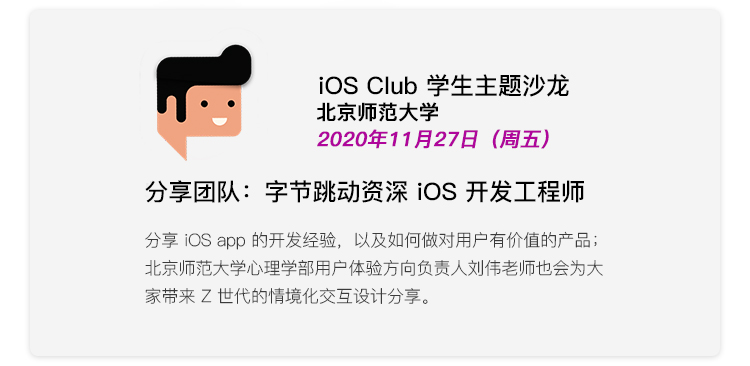 iOS Club 学生主题沙龙
北京师范大学
2020年11月27日（周五）
分享团队：字节跳动资深 iOS 开发工程师
分享 iOS app 的开发经验，以及如何做对用户有价值的产品；
北京师范大学心理学部用户体验方向负责人刘伟老师也会为大
家带来 Z 世代的情境化交互设计分享。